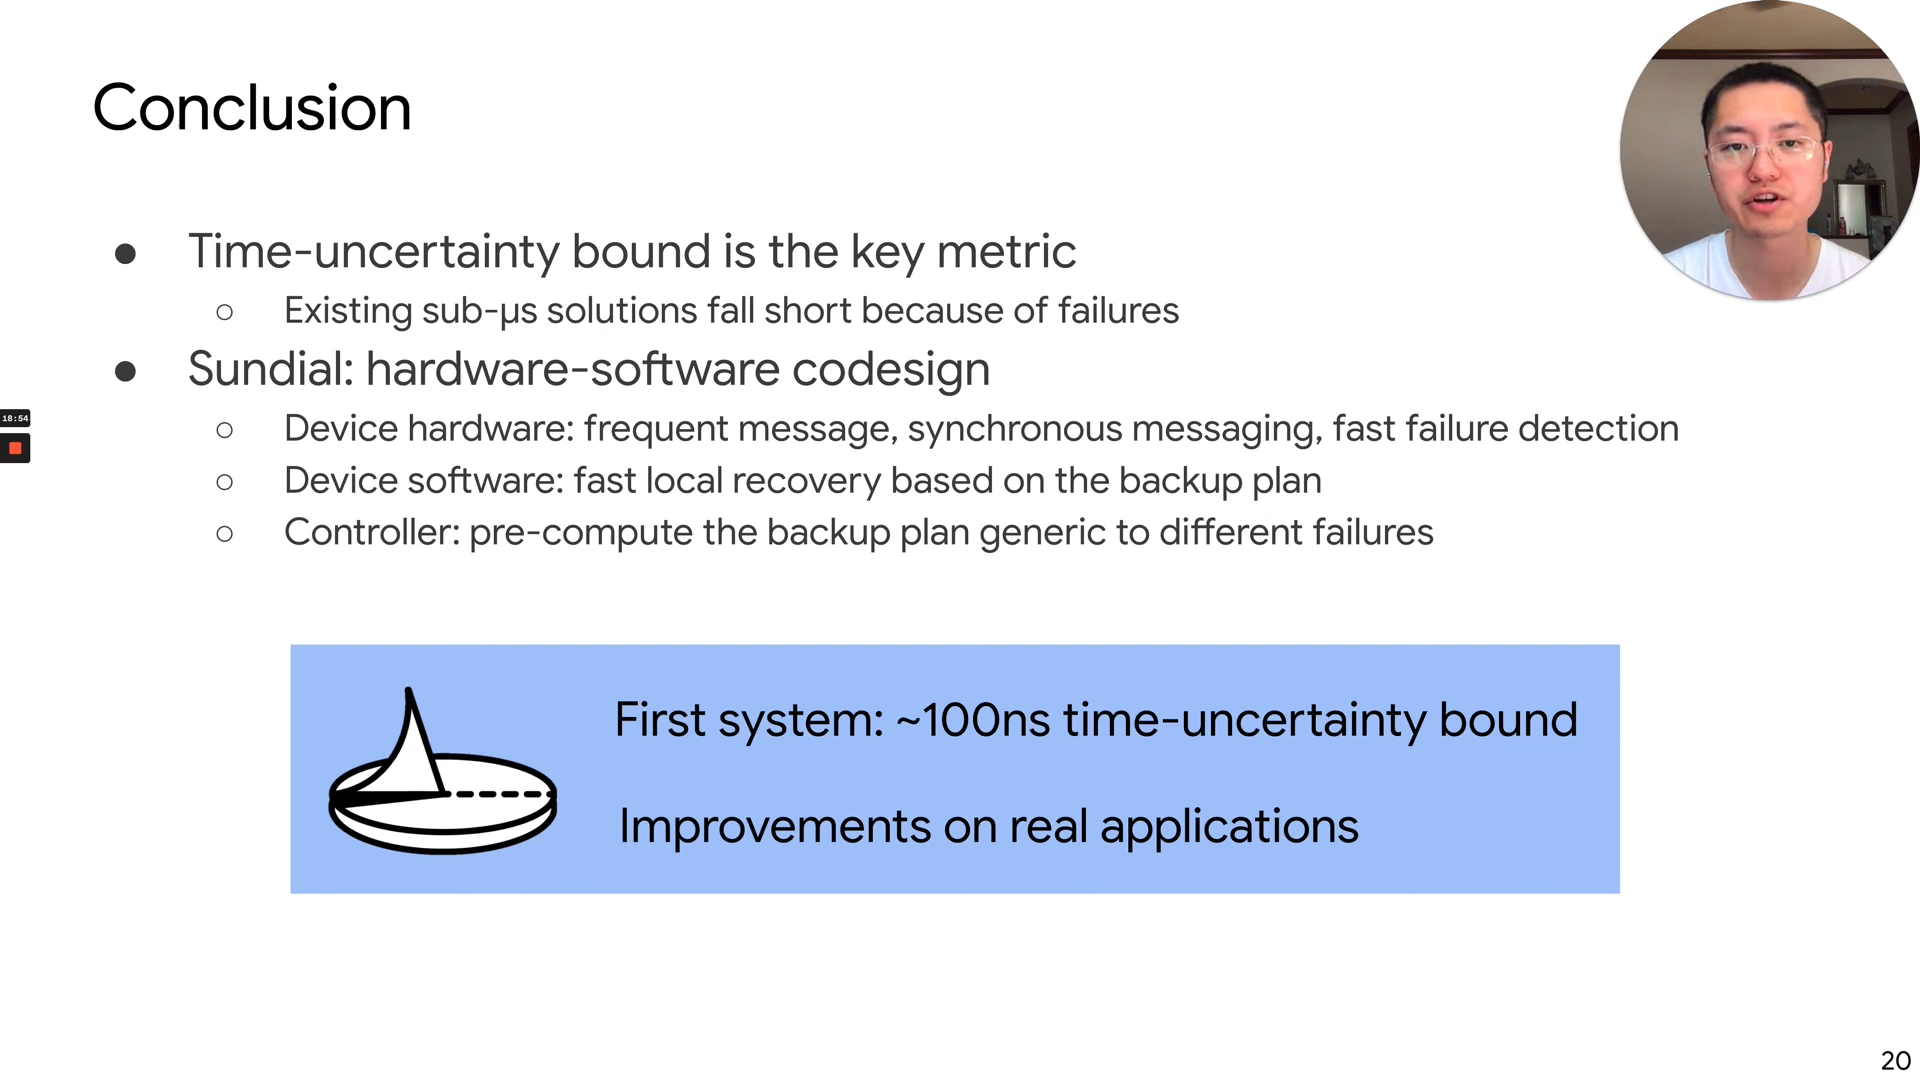 Conclusion
● Time-uncertainty bound is the key metric
○ Existing sub-μs solutions fall short because of failures
● Sundial: hardware-software codesign
18:54
○ Device hardware: frequent message, synchronous messaging, fast failure detection
○ Device software: fast local recovery based on the backup plan
○ Controller: pre-compute the backup plan generic to different failures
First system: ~100ns time-uncertainty bound
Improvements on real applications
20